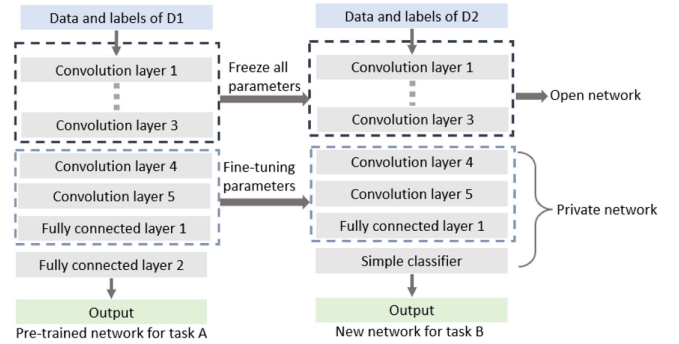 Data and labels of D1
Convolution layer 1
Convolution layer 3
Convolution layer 4
Convolution layer 5
Fully connected layer 1
Fully connected layer 2
Output
Pre-trained network for task A
Freeze all
parameters
Fine-tuning
parameters
Data and labels of D2
Convolution layer 1
Convolution layer 3
Convolution layer 4
Convolution layer 5
Fully connected layer 1
Simple classifier
Output
New network for task B
Open network
Private network